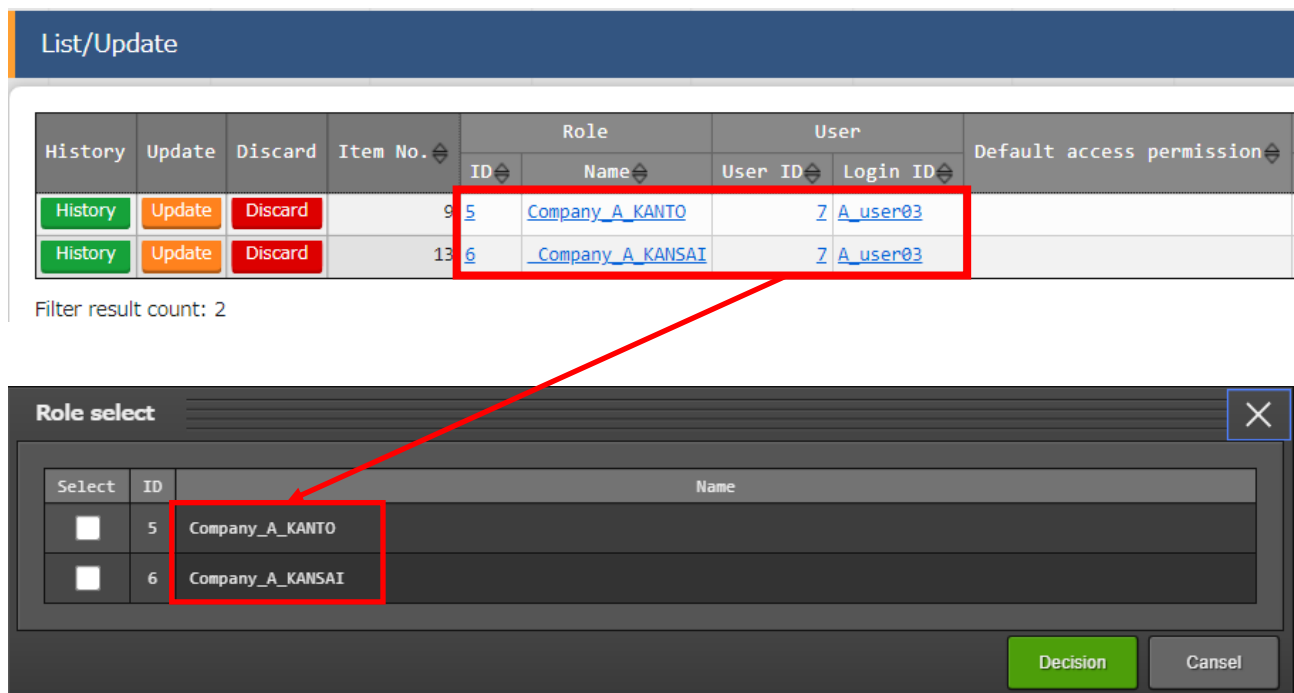 List/Update
History Update Discard Item No. Role User Default access permission
ID Name User ID Login ID
History Update Discard 9 5 Company_A_KANTO 7 A_user03
History Update Discard 13 6 _Company_A_KANSAI 7 A_user03
Filter result count: 2
Role select
Select ID Name
5 Company_A_KANTO
6 Company_A_KANSAI
Decision Cansel